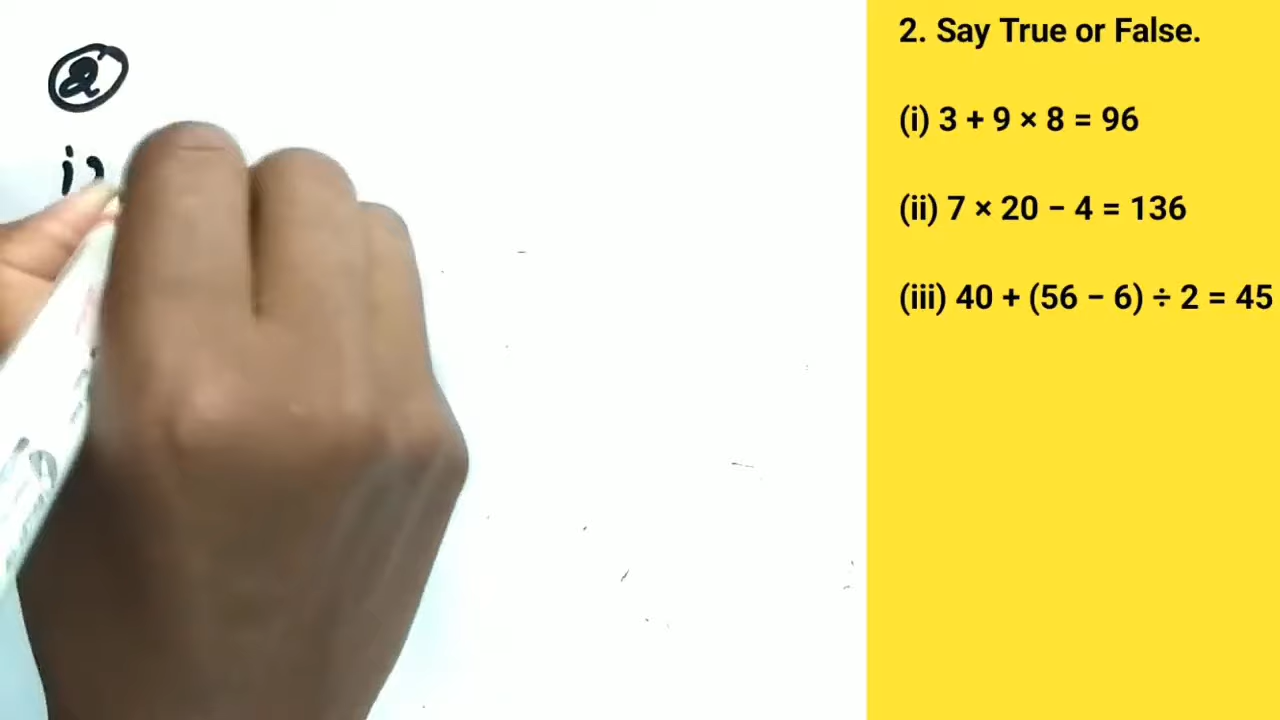 2
i)
2. Say True or False.
(i) 3 + 9 × 8 = 96
(ii) 7 × 20 − 4 = 136
(iii) 40 + (56 − 6) ÷ 2 = 45